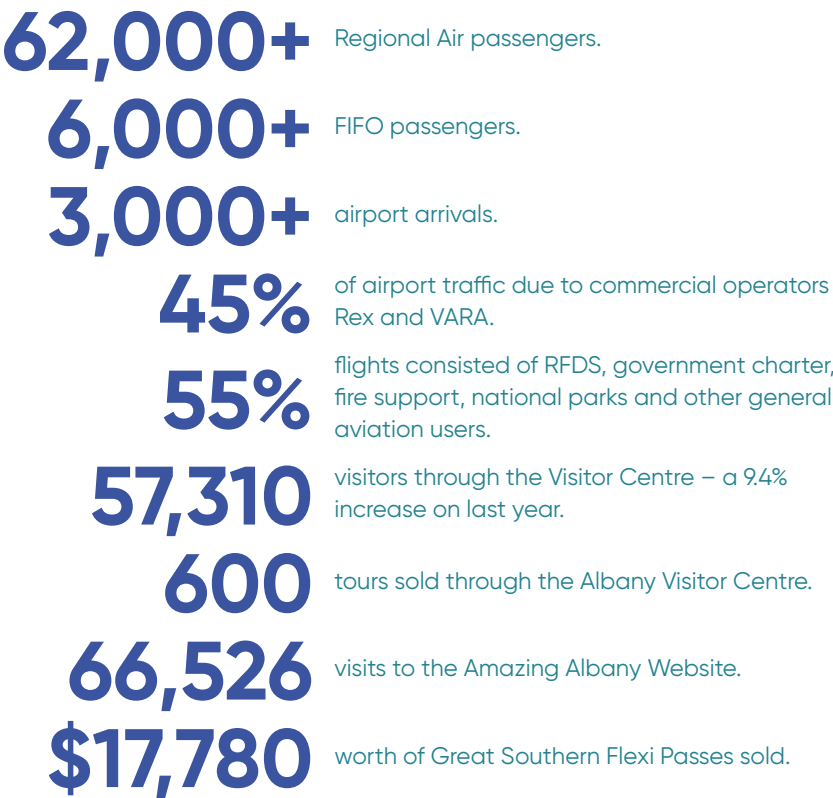 62,000+ Regional Air passengers.
6,000+ FIFO passengers.
3,000+ airport arrivals.
45% of airport traffic due to commercial operators
Rex and VARA.
55% flights consisted of RFDS, government charter,
fire support, national parks and other general
aviation users.
57,310 visitors through the Visitor Centre – a 9.4%
increase on last year.
600 tours sold through the Albany Visitor Centre.
66,526 visits to the Amazing Albany Website.
$17,780 worth of Great Southern Flexi Passes sold.